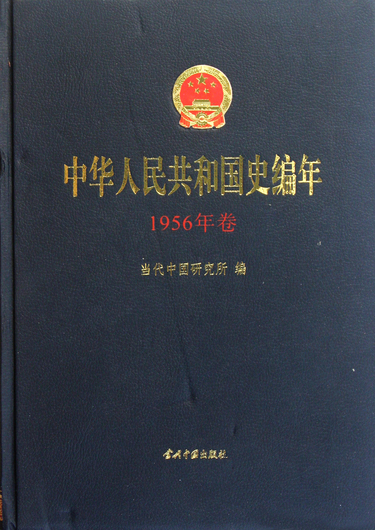 中华人民共和国史编年
1956年卷
当代中国研究所 编
当代中国出版社